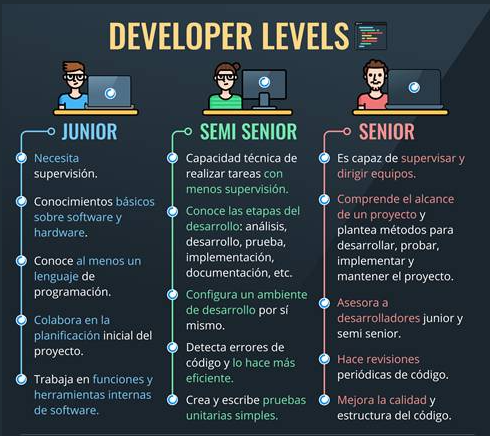 DEVELOPER LEVELS
JUNIOR
Necesita
supervisión.
Conocimientos básicos
sobre software y
hardware.
Conoce al menos un
lenguaje de
programación.
Colabora en la
planificación inicial del
proyecto.
Trabaja en funciones y
herramientas internas
de software.
SEMI SENIOR
Capacidad técnica de
realizar tareas con
menos supervisión.
Conoce las etapas del
desarrollo: análisis,
desarrollo, prueba,
implementación,
documentación, etc.
Configura un ambiente
de desarrollo por sí
mismo.
Detecta errores de
código y lo hace más
eficiente.
Crea y escribe pruebas
unitarias simples.
SENIOR
Es capaz de supervisar y
dirigir equipos.
Comprende el alcance
de un proyecto y
plantea métodos para
desarrollar, probar,
implementar y
mantener el proyecto.
Asesora a
desarrolladores junior y
semi senior.
Hace revisiones
periódicas de código.
Mejora la calidad y
estructura del código.